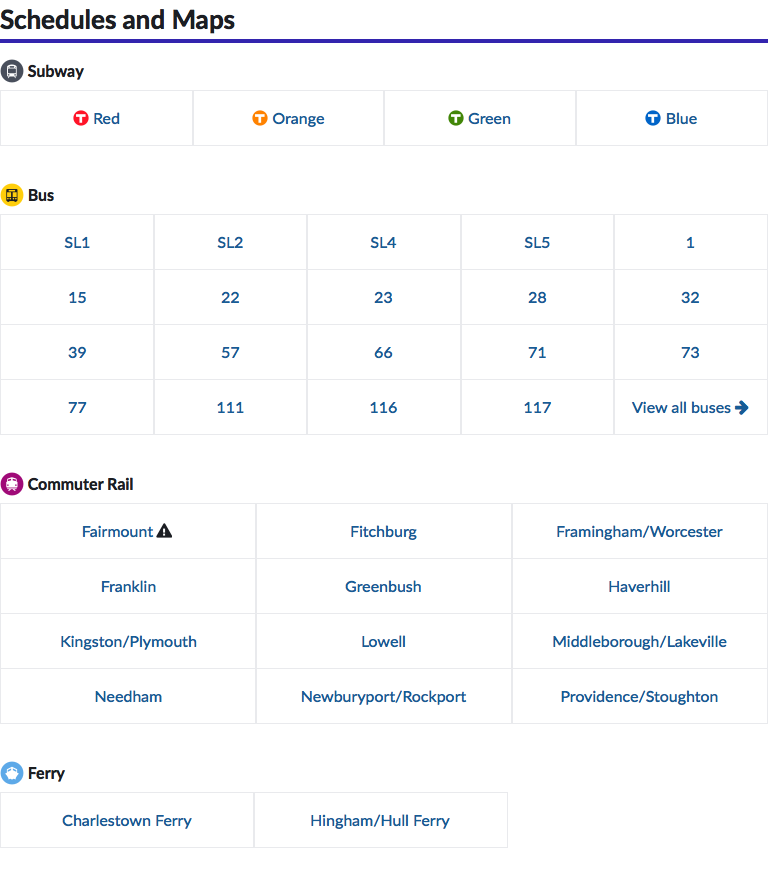 Schedules and Maps
Subway
T Red T Orange T Green T Blue
Bus
SL1 SL2 SL4 SL5 1
15 22 23 28 32
39 57 66 71 73
77 111 116 117 View all buses
Commuter Rail
Fairmount Fitchburg Framingham/Worcester
Franklin Greenbush Haverhill
Kingston/Plymouth Lowell Middleborough/Lakeville
Needham Newburyport/Rockport Providence/Stoughton
Ferry
Charlestown Ferry Hingham/Hull Ferry